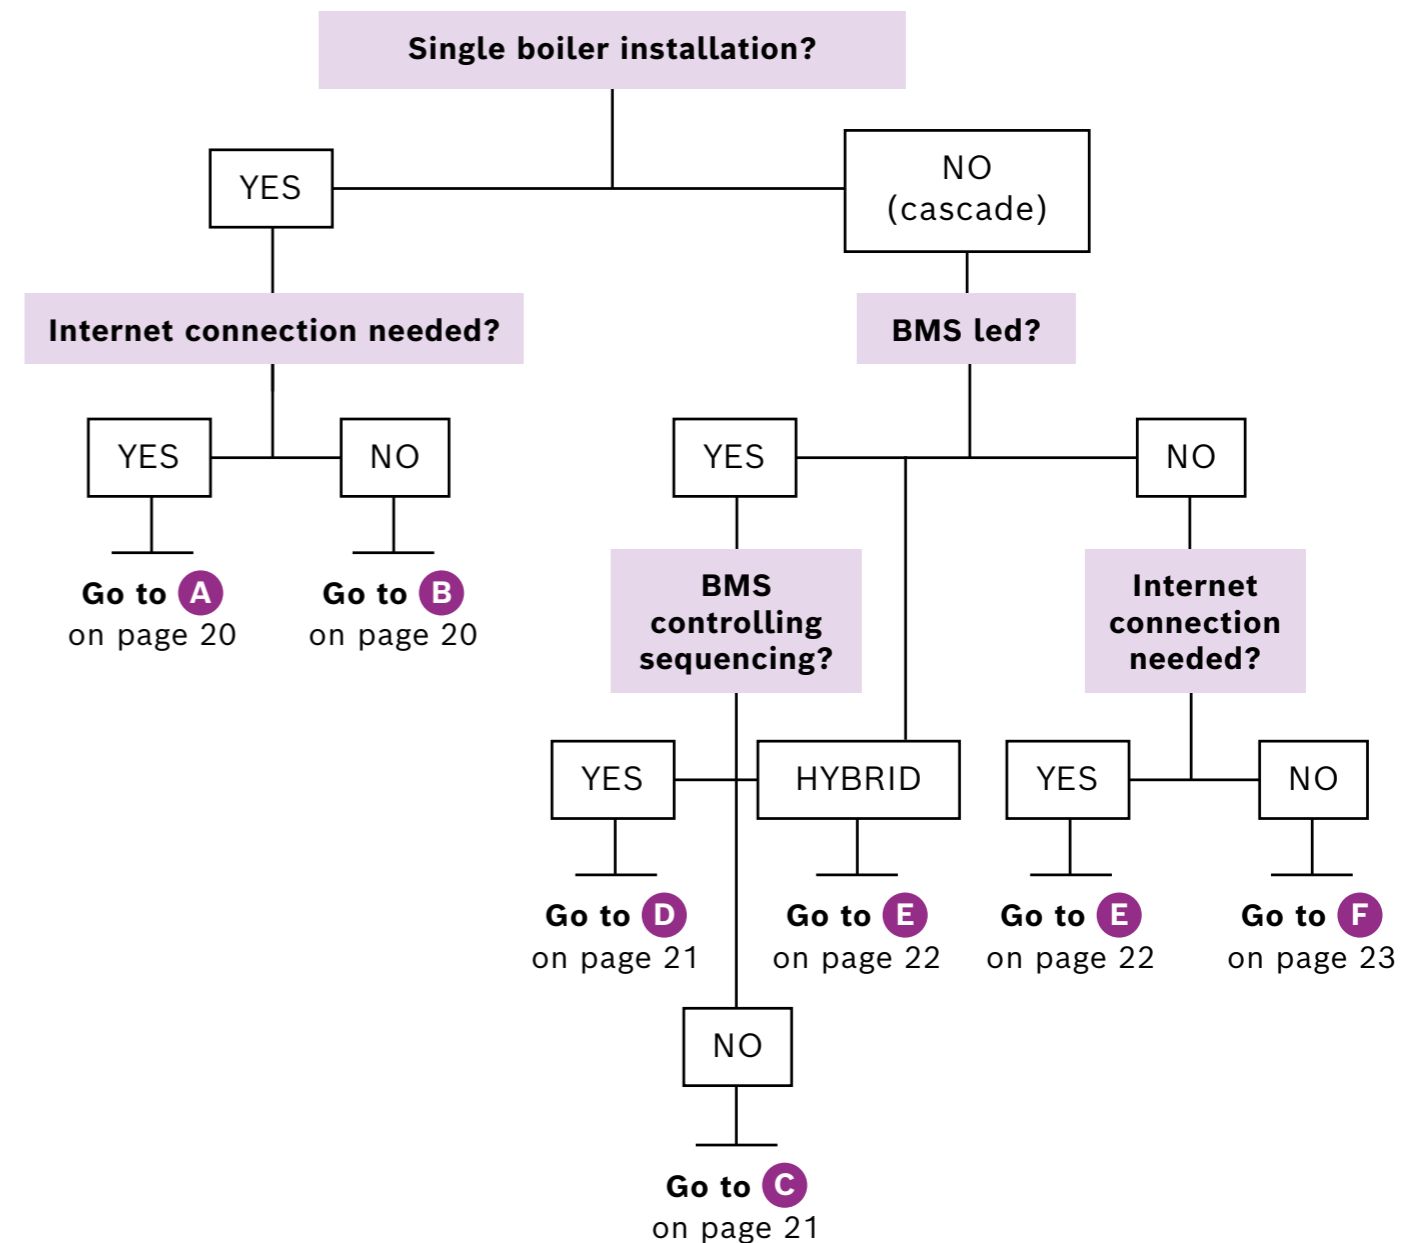 Single boiler installation?
YES
NO
(cascade)
Internet connection needed?
BMS led?
YES
NO
YES
NO
Go to A
on page 20
Go to B
on page 20
BMS
controlling
sequencing?
Internet
connection
needed?
YES
HYBRID
YES
NO
Go to D
on page 21
Go to E
on page 22
Go to E
on page 22
Go to F
on page 23
NO
Go to C
on page 21